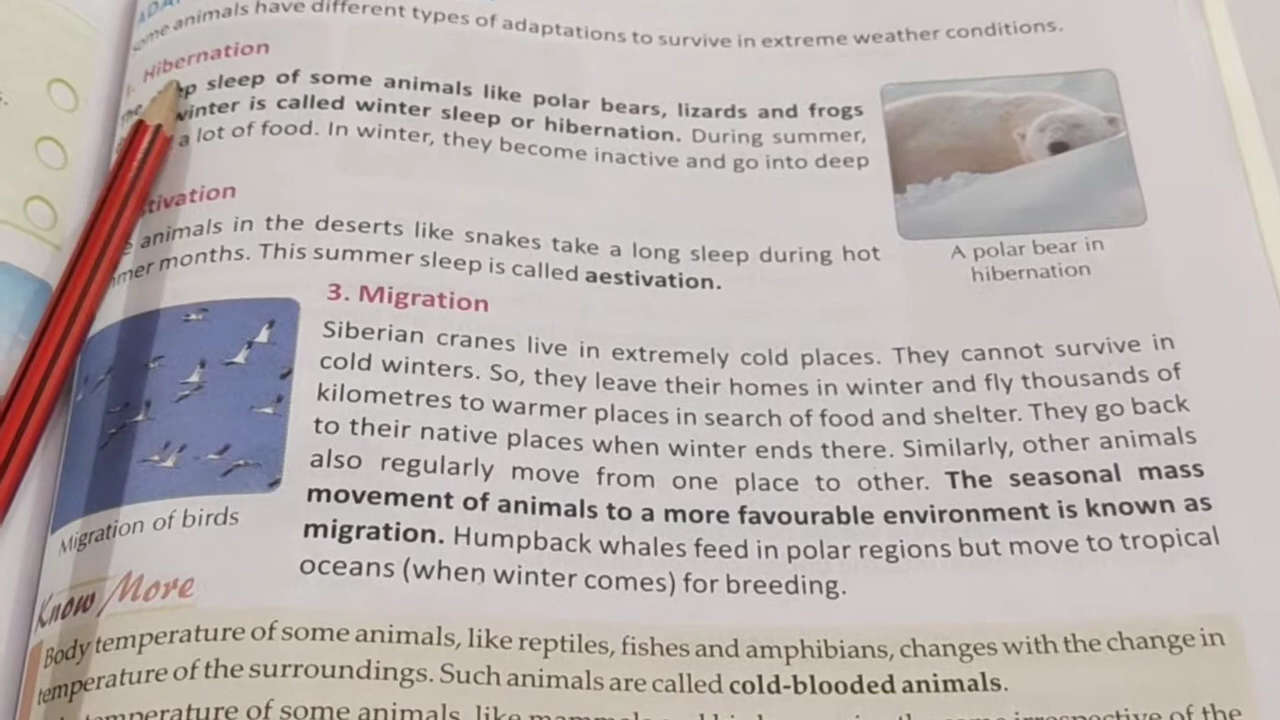 ADA
some animals have different types of adaptations to survive in extreme weather conditions.
1. Hibernation
The p sleep of some animals like polar bears, lizards and frogs
winter is called winter sleep or hibernation. During summer,
a lot of food. In winter, they become inactive and go into deep
tivation
animals in the deserts like snakes take a long sleep during hot
mer months. This summer sleep is called aestivation.
A polar bear in
hibernation
3. Migration
Siberian cranes live in extremely cold places. They cannot survive in
cold winters. So, they leave their homes in winter and fly thousands of
kilometres to warmer places in search of food and shelter. They go back
to their native places when winter ends there. Similarly, other animals
also regularly move from one place to other. The seasonal mass
movement of animals to a more favourable environment is known as
migration. Humpback whales feed in polar regions but move to tropical
oceans (when winter comes) for breeding.
Migration of birds
Know More
Body temperature of some animals, like reptiles, fishes and amphibians, changes with the change in
temperature of the surroundings. Such animals are called cold-blooded animals.
temperature of some animals, like